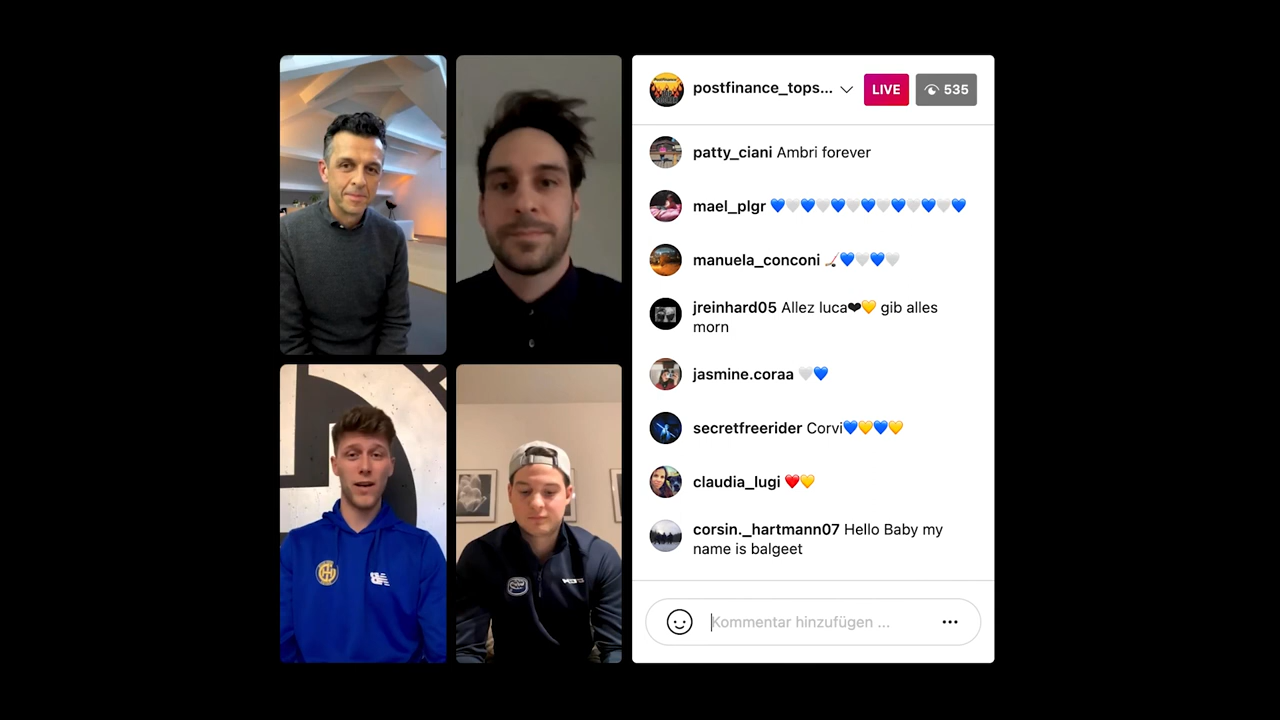 postfinance_tops...
LIVE
535
patty_ciani Ambri forever
mael_plgr 💙🤍💙🤍💙🤍💙🤍💙🤍💙🤍💙
manuela_conconi 🏒💙🤍💙🤍
jreinhard05 Allez luca🖤💛 gib alles
morn
jasmine.coraa 🤍💙
secretfreerider Corvi💙💛💙💛
claudia_lugi ❤️💛
corsin._hartmann07 Hello Baby my
name is balgeet
Kommentar hinzufügen ...